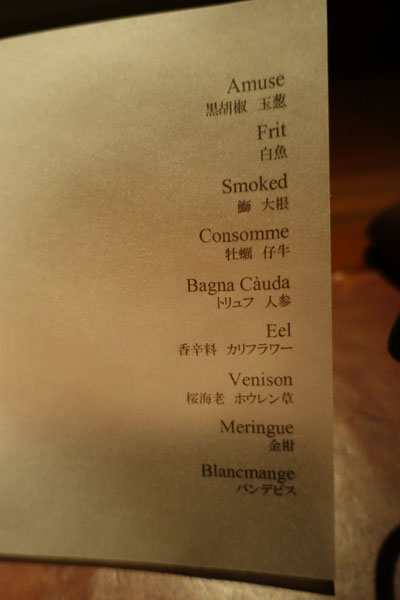 Amuse
黒胡椒 玉葱
Frit
白魚
Smoked
鰤 大根
Consomme
牡蠣 仔牛
Bagna Càuda
トリュフ 人参
Eel
香辛料 カリフラワー
Venison
桜海老 ホウレン草
Meringue
金柑
Blancmange
パンデピス